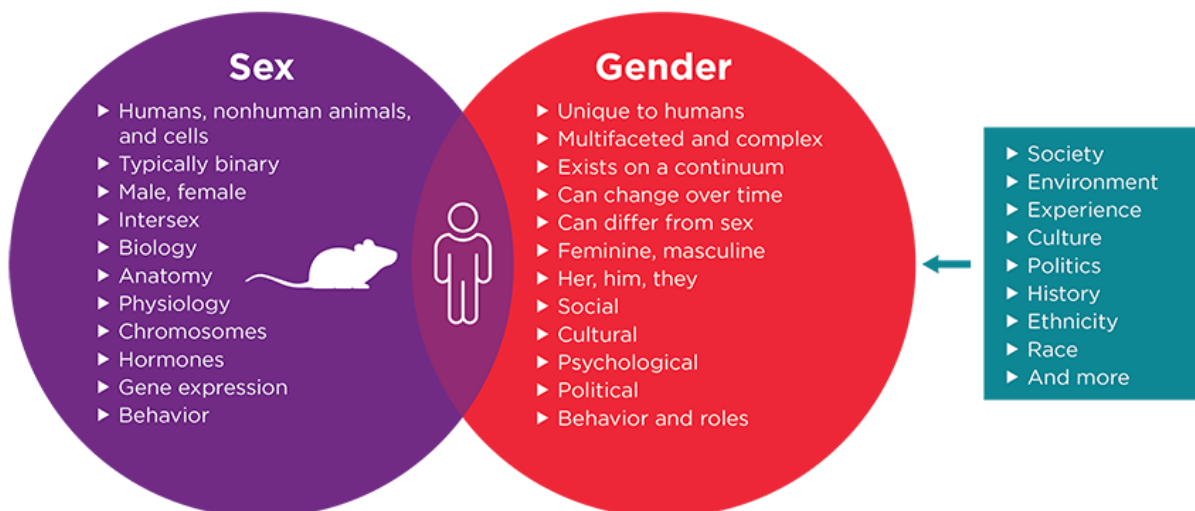 Sex
► Humans, nonhuman animals,
and cells
► Typically binary
► Male, female
► Intersex
► Biology
► Anatomy
► Physiology
► Chromosomes
► Hormones
► Gene expression
► Behavior
Gender
► Unique to humans
► Multifaceted and complex
► Exists on a continuum
► Can change over time
► Can differ from sex
► Feminine, masculine
► Her, him, they
► Social
► Cultural
► Psychological
► Political
► Behavior and roles
► Society
► Environment
► Experience
► Culture
► Politics
► History
► Ethnicity
► Race
► And more